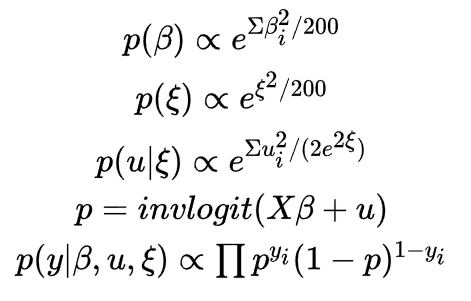 p(β) ∝ e^{Σβ_i^2/200}
p(ξ) ∝ e^{ξ^2/200}
p(u|ξ) ∝ e^{Σu_i^2/(2e^{2ξ})}
p = invlogit(Xβ + u)
p(y|β, u, ξ) ∝ ∏ p^{y_i}(1 − p)^{1−y_i}